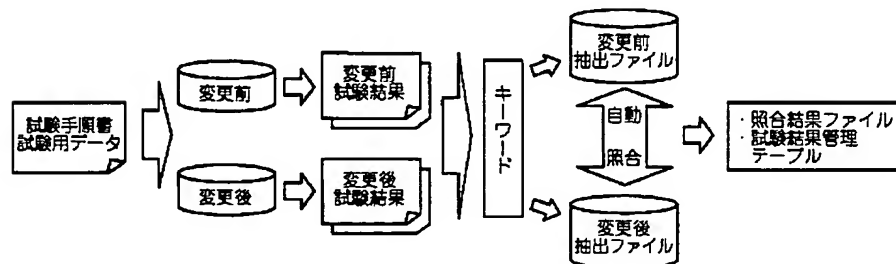 試験手順書
試験用データ
変更前
変更後
変更前
試験結果
変更後
試験結果
キーワード
変更前
抽出ファイル
自動
照合
変更後
抽出ファイル
・照合結果ファイル
・試験結果管理
テーブル